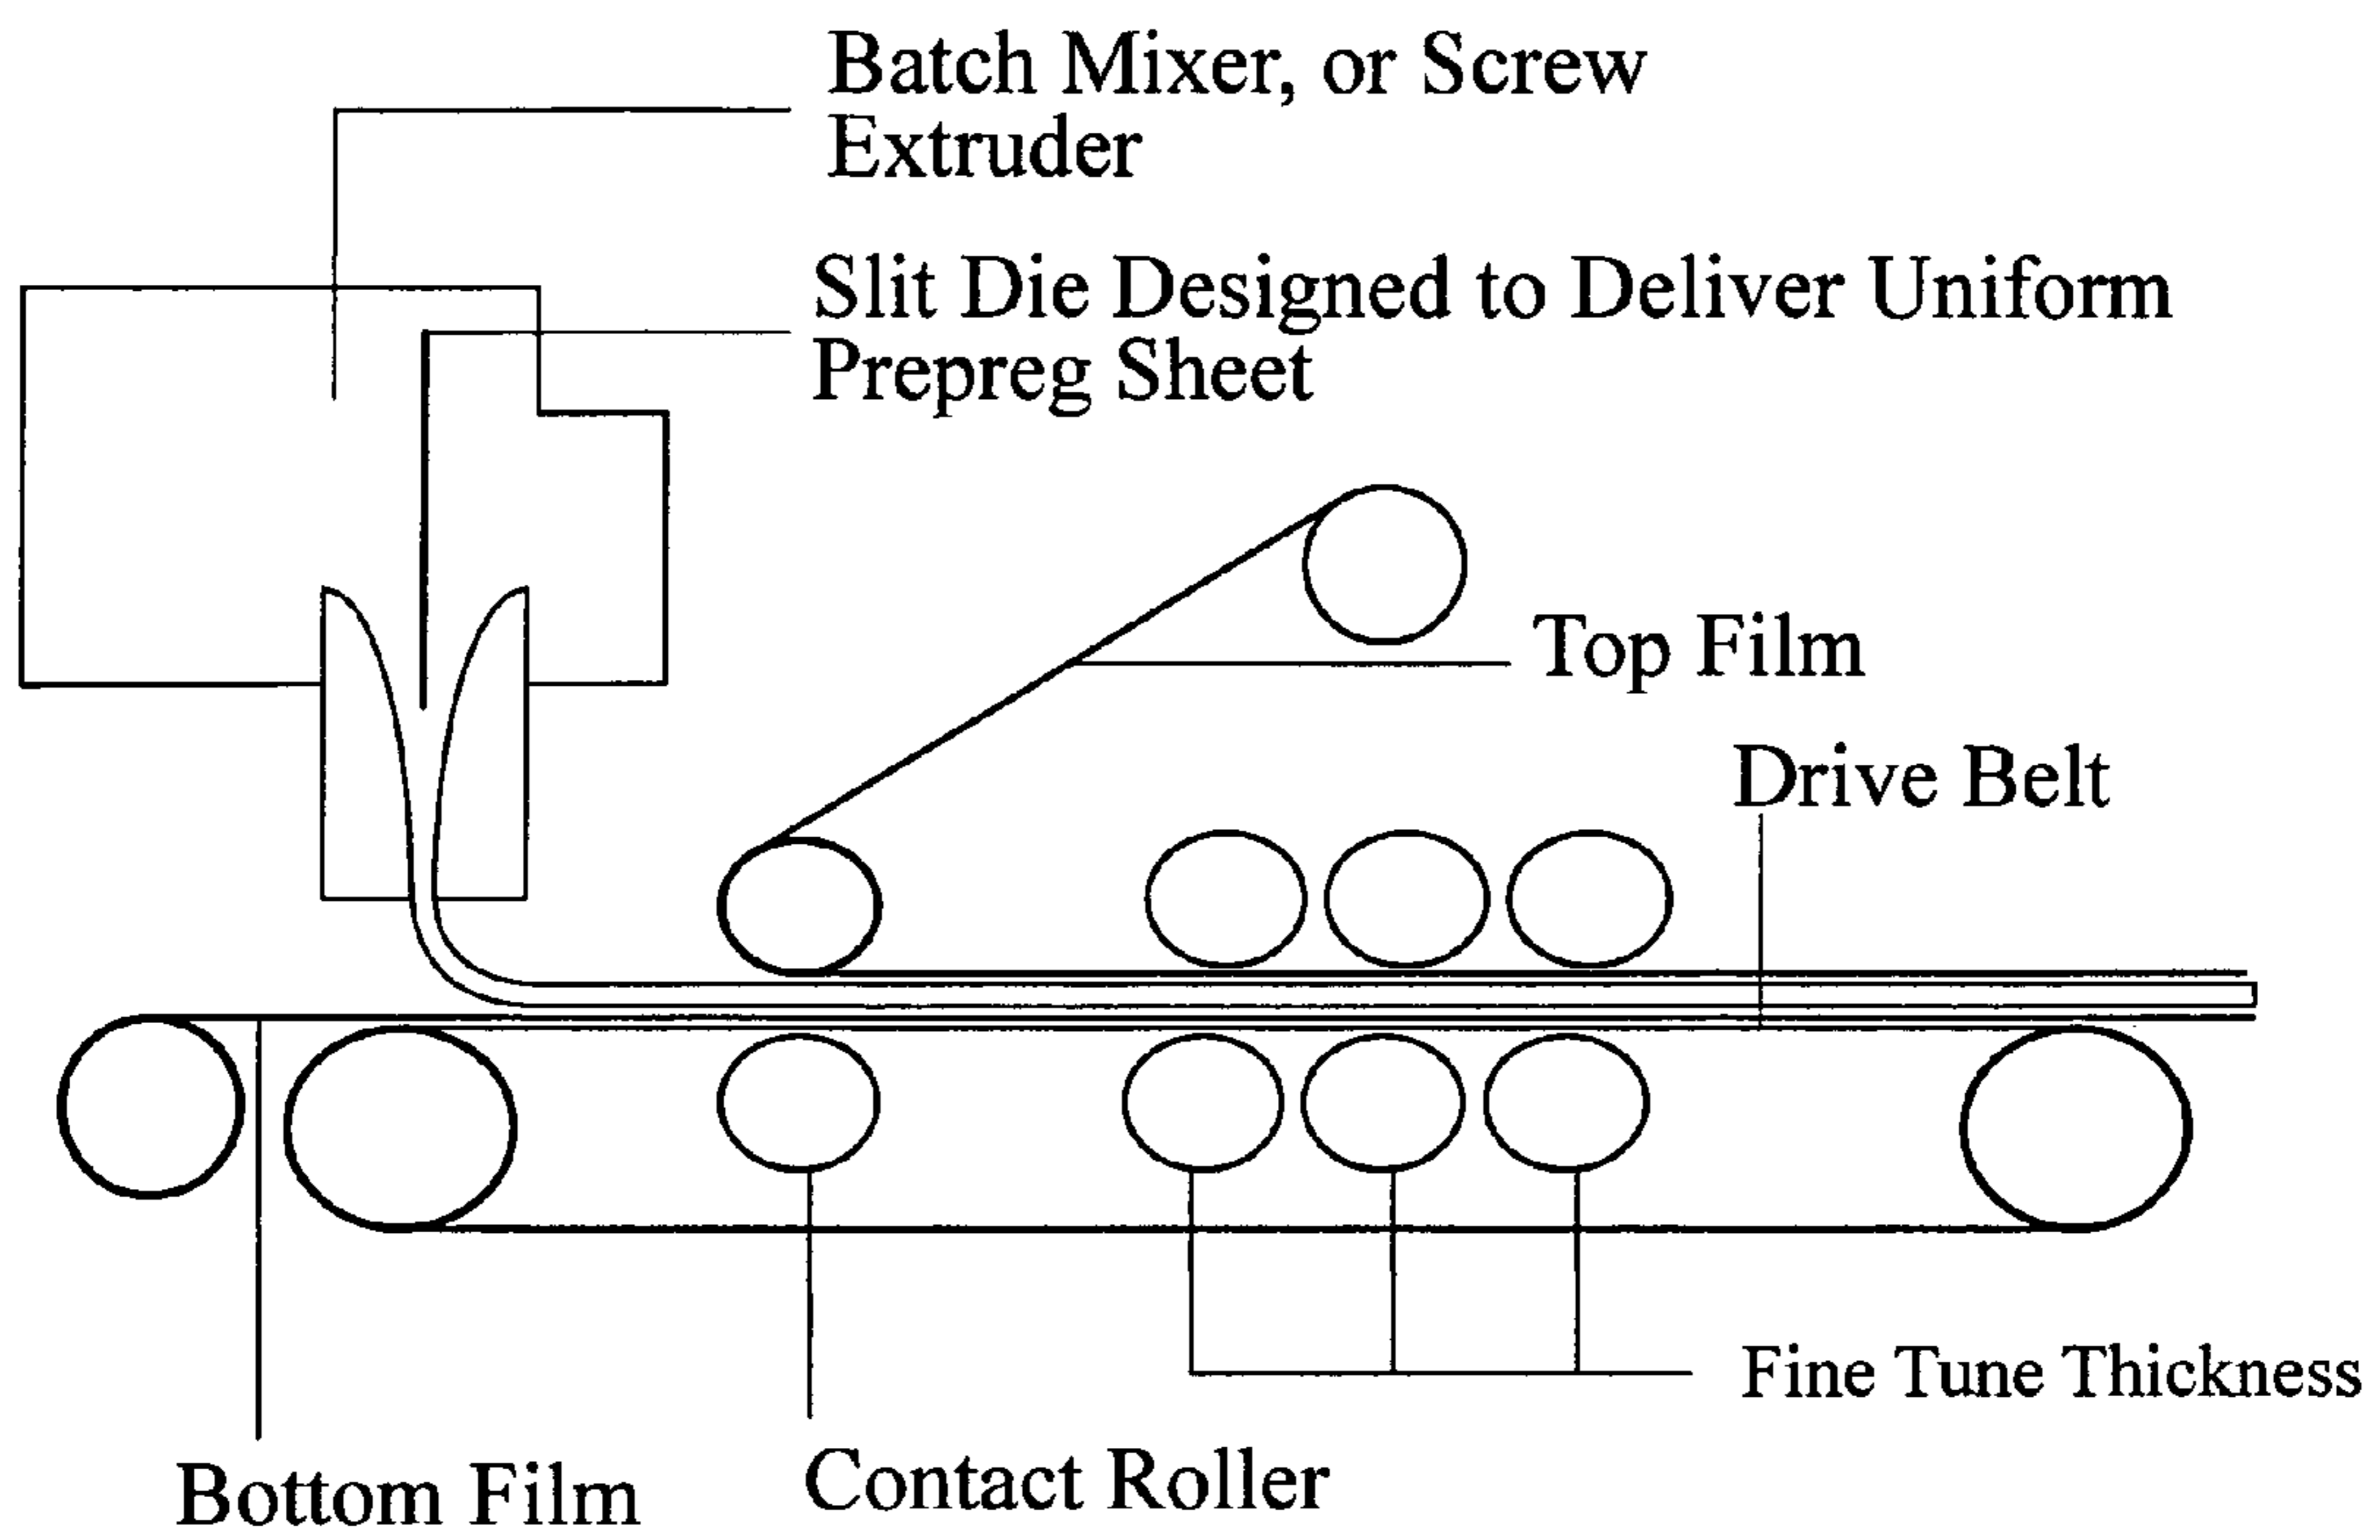 Batch Mixer, or Screw
Extruder
Slit Die Designed to Deliver Uniform
Prepreg Sheet
Top Film
Drive Belt
Fine Tune Thickness
Contact Roller
Bottom Film